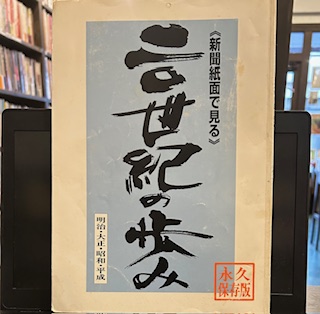 《新聞紙面で見る》
二世紀の歩み
明治・大正・昭和・平成
永久
保存版